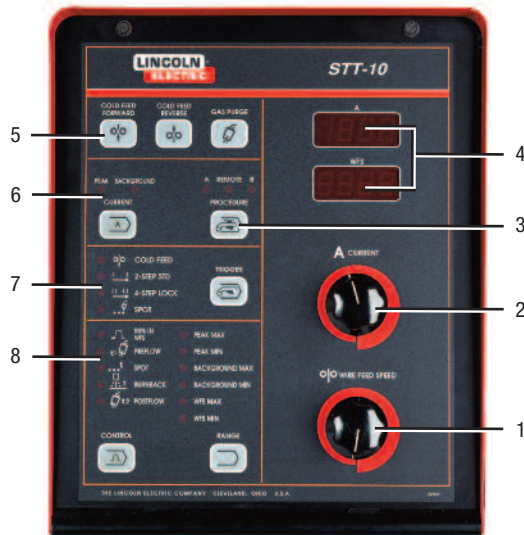 LINCOLN
ELECTRIC
STT-10
COLD FEED FORWARD
COLD FEED REVERSE
GAS PURGE
A
WFS
5
4
PEAK BACKGROUND
A REMOTE B
6
CURRENT
A
PROCEDURE
3
COLD FEED
2-STEP STD
4-STEP LOCK
SPOT
TRIGGER
7
A CURRENT
2
RUN-IN WFS
PREFLOW
SPOT
BURNBACK
POSTFLOW
PEAK MAX
PEAK MIN
BACKGROUND MAX
BACKGROUND MIN
WFS MAX
WFS MIN
8
WIRE FEED SPEED
1
CONTROL
RANGE
THE LINCOLN ELECTRIC COMPANY CLEVELAND, OHIO U.S.A.